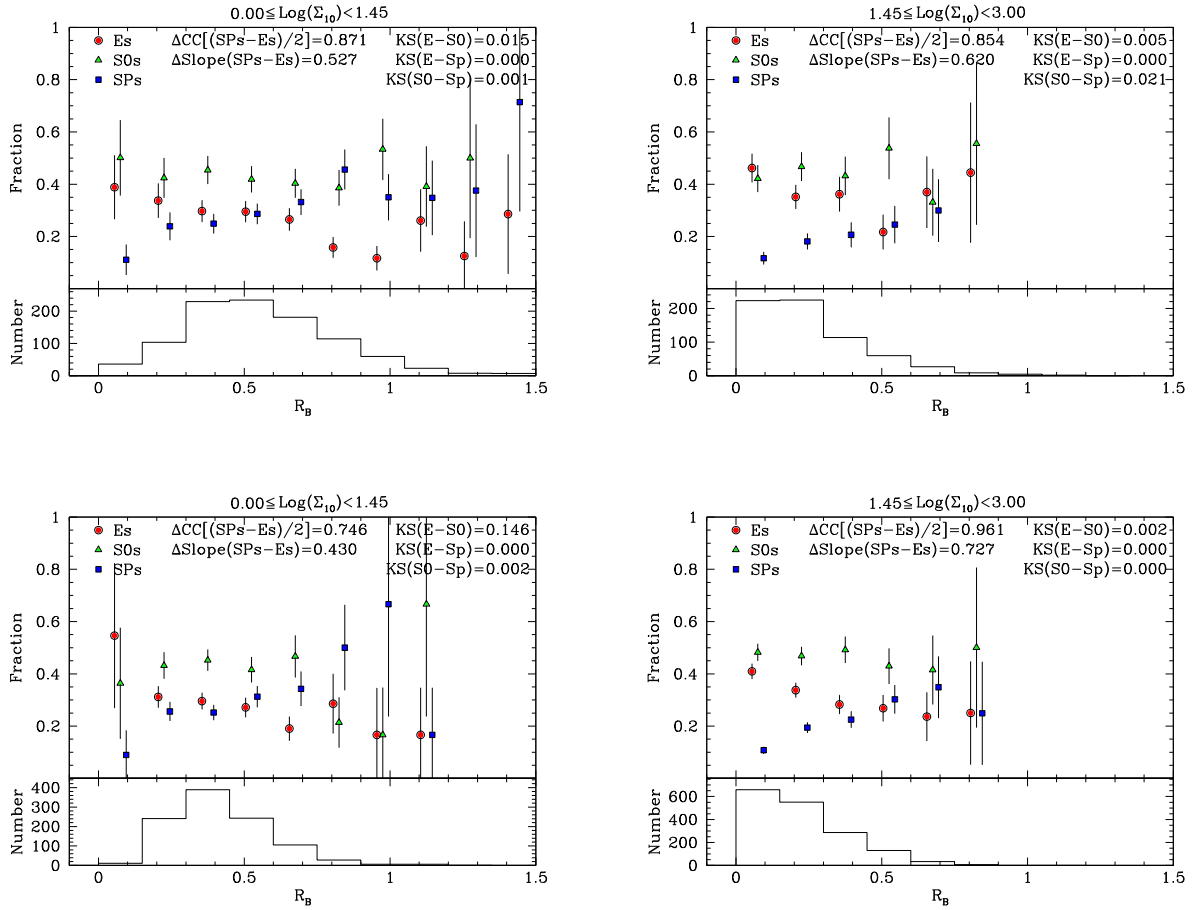 0.00≦Log(Σ10)<1.45
Es ΔCC[(SPs−Es)/2]=0.871 KS(E−S0)=0.015
S0s ΔSlope(SPs−Es)=0.527 KS(E−Sp)=0.000
SPs KS(S0−Sp)=0.001
Fraction
1
0.8
0.6
0.4
0.2
Number
200
100
0
0 0.5 1 1.5
RB
1.45≦Log(Σ10)<3.00
Es ΔCC[(SPs−Es)/2]=0.854 KS(E−S0)=0.005
S0s ΔSlope(SPs−Es)=0.620 KS(E−Sp)=0.000
SPs KS(S0−Sp)=0.021
Fraction
1
0.8
0.6
0.4
0.2
Number
200
100
0
0 0.5 1 1.5
RB
0.00≦Log(Σ10)<1.45
Es ΔCC[(SPs−Es)/2]=0.746 KS(E−S0)=0.146
S0s ΔSlope(SPs−Es)=0.430 KS(E−Sp)=0.000
SPs KS(S0−Sp)=0.002
Fraction
1
0.8
0.6
0.4
0.2
Number
400
300
200
100
0
0 0.5 1 1.5
RB
1.45≦Log(Σ10)<3.00
Es ΔCC[(SPs−Es)/2]=0.961 KS(E−S0)=0.002
S0s ΔSlope(SPs−Es)=0.727 KS(E−Sp)=0.000
SPs KS(S0−Sp)=0.000
Fraction
1
0.8
0.6
0.4
0.2
Number
600
400
200
0
0 0.5 1 1.5
RB